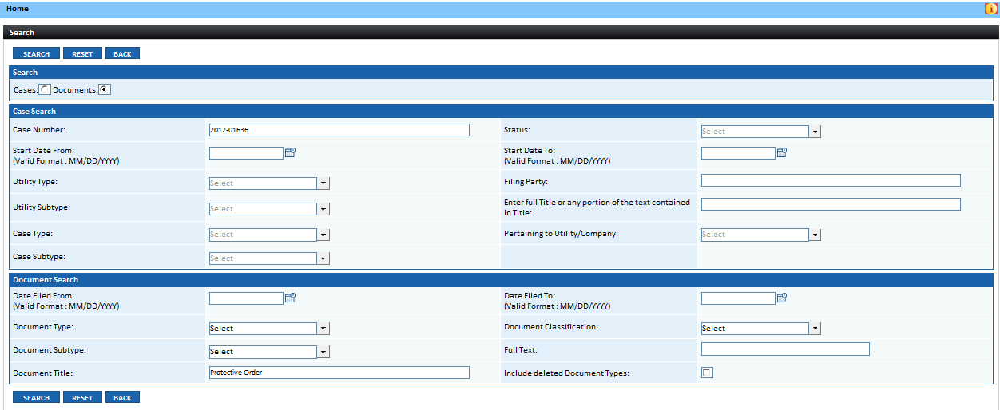 Home
Search
SEARCH RESET BACK
Search
Cases: Documents:
Case Search
Case Number: 2012-01636 Status: Select
Start Date From: Start Date To:
(Valid Format : MM/DD/YYYY) (Valid Format : MM/DD/YYYY)
Utility Type: Select Filing Party:
Utility Subtype: Select Enter full Title or any portion of the text contained
in Title:
Case Type: Select Pertaining to Utility/Company: Select
Case Subtype: Select
Document Search
Date Filed From: Date Filed To:
(Valid Format : MM/DD/YYYY) (Valid Format : MM/DD/YYYY)
Document Type: Select Document Classification: Select
Document Subtype: Select Full Text:
Document Title: Protective Order Include deleted Document Types:
SEARCH RESET BACK